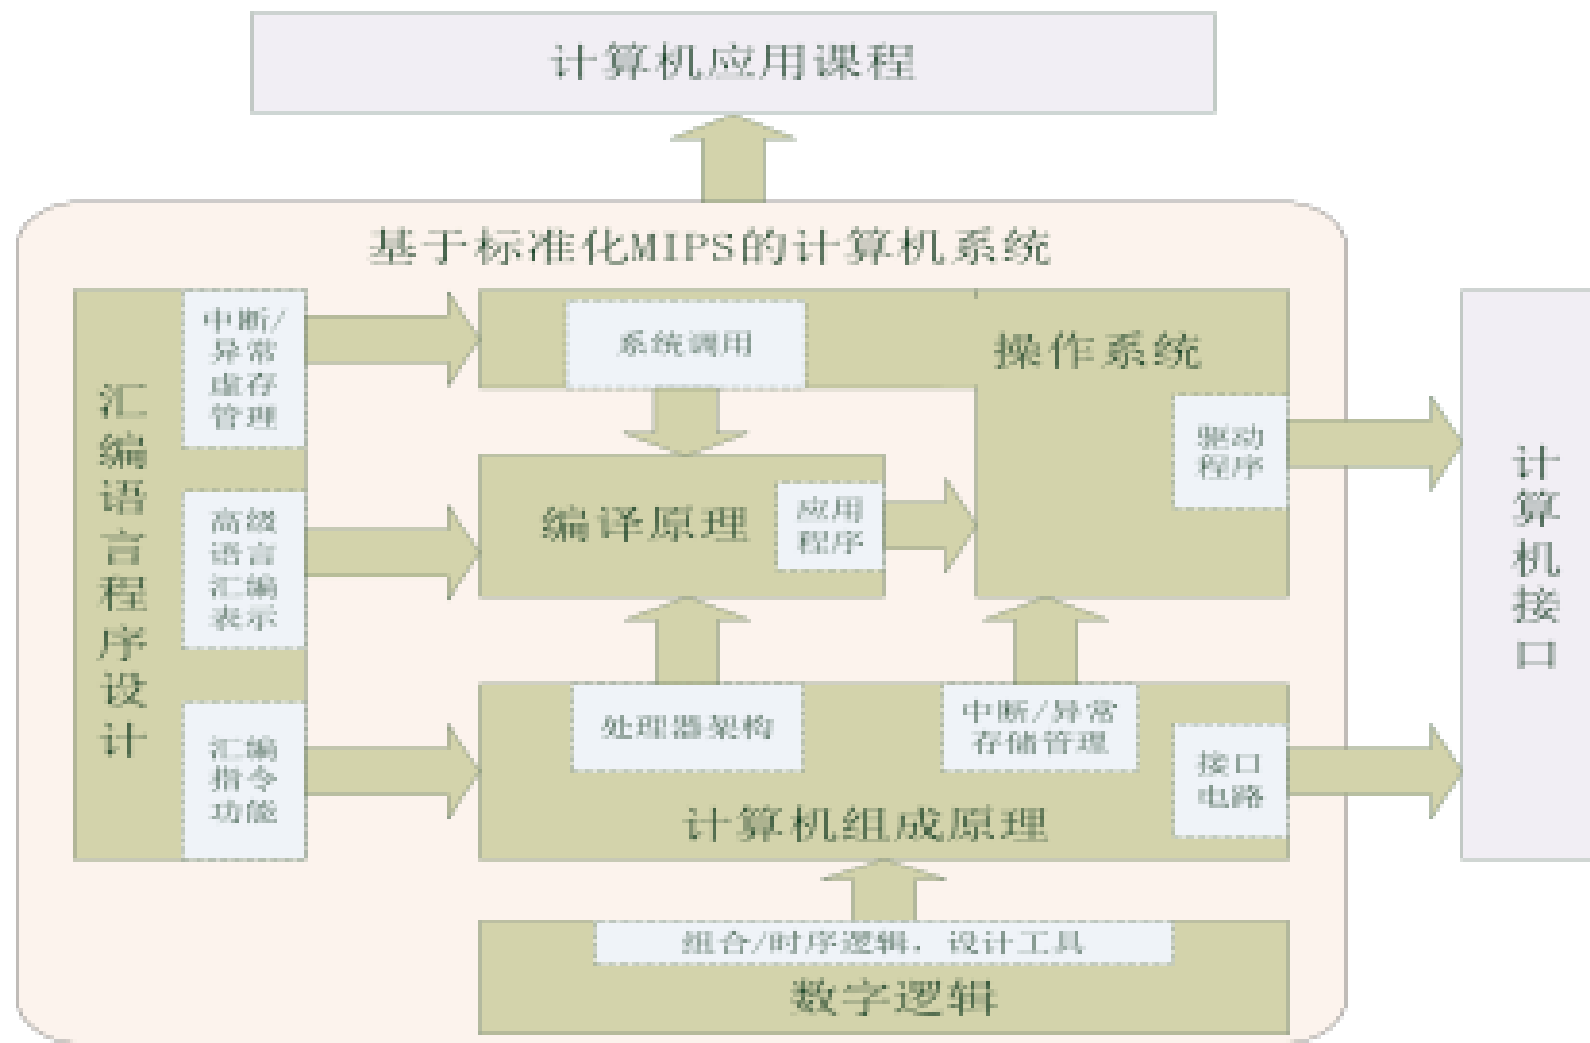 计算机应用课程
基于标准化MIPS的计算机系统
汇
编
语
言
程
序
设
计
中断/
异常
虚存
管理
高级
语言
汇编
表示
汇编
指令
功能
系统调用
操作系统
驱动
程序
编译原理
应用
程序
处理器架构
中断/异常
存储管理
接口
电路
计算机组成原理
组合/时序逻辑，设计工具
数字逻辑
计
算
机
接
口